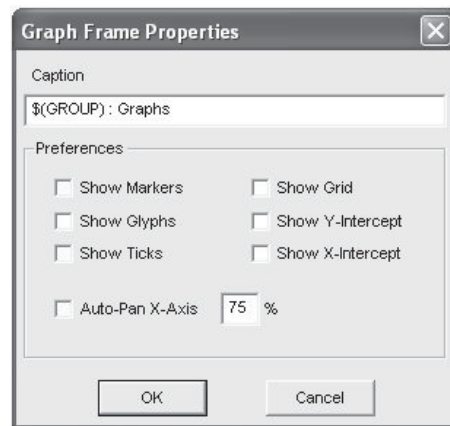 Graph Frame Properties
Caption
$(GROUP) : Graphs
Preferences
Show Markers
Show Grid
Show Glyphs
Show Y-Intercept
Show Ticks
Show X-Intercept
Auto-Pan X-Axis 75 %
OK
Cancel